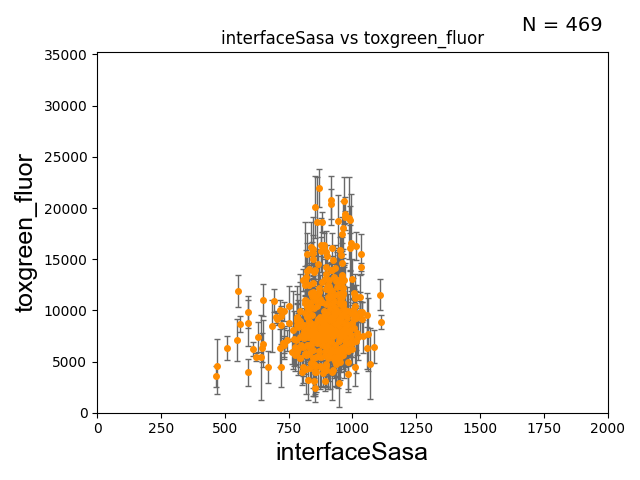 N = 469
interfaceSasa vs toxgreen_fluor
35000
30000
25000
20000
15000
10000
5000
0
toxgreen_fluor
0 250 500 750 1000 1250 1500 1750 2000
interfaceSasa